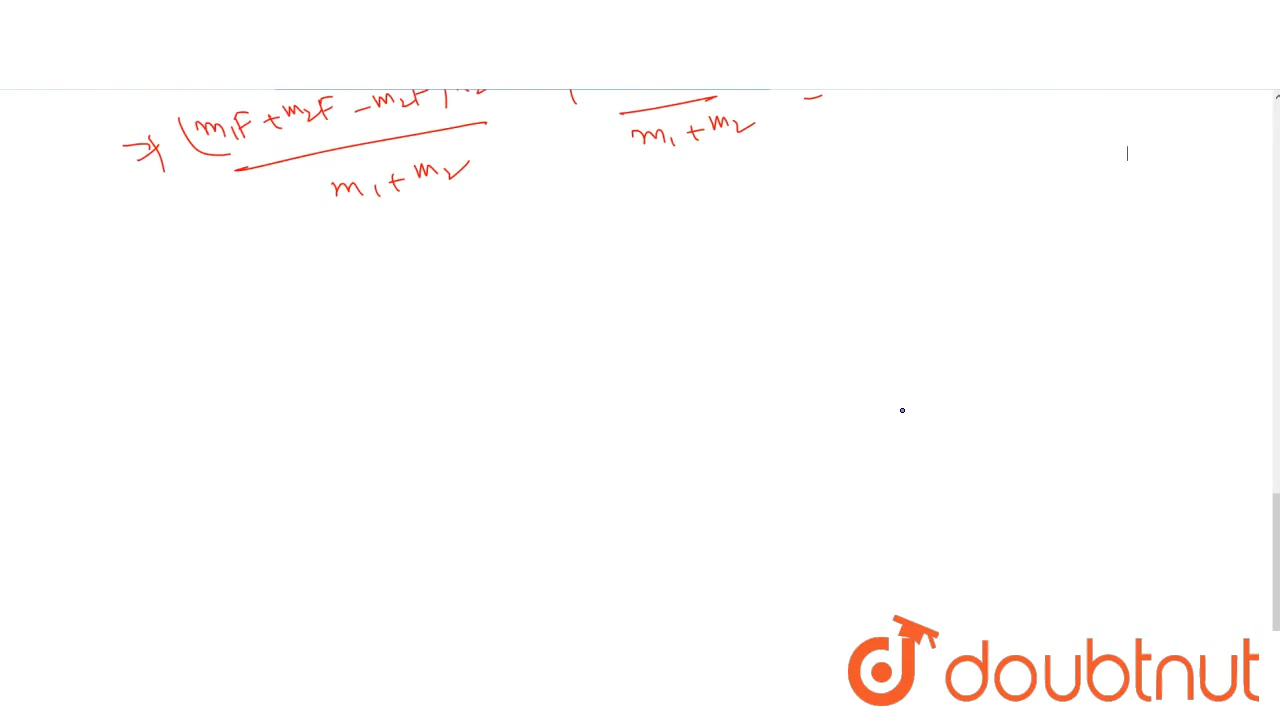 ⇒ (m₁F + m₂F - m₂F) / m₁ + m₂
m₁ + m₂
doubtnut